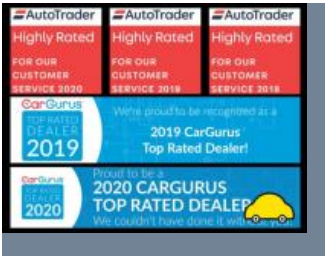 AutoTrader
Highly Rated
FOR OUR
CUSTOMER
SERVICE 2020
AutoTrader
Highly Rated
FOR OUR
CUSTOMER
SERVICE 2019
AutoTrader
Highly Rated
FOR OUR
CUSTOMER
SERVICE 2018
CarGurus
TOP RATED
DEALER
2019
We're proud to be recognized as a
2019 CarGurus
Top Rated Dealer!
CarGurus
TOP RATED
DEALER
2020
Proud to be a
2020 CARGURUS
TOP RATED DEALER
We couldn't have done it without you!